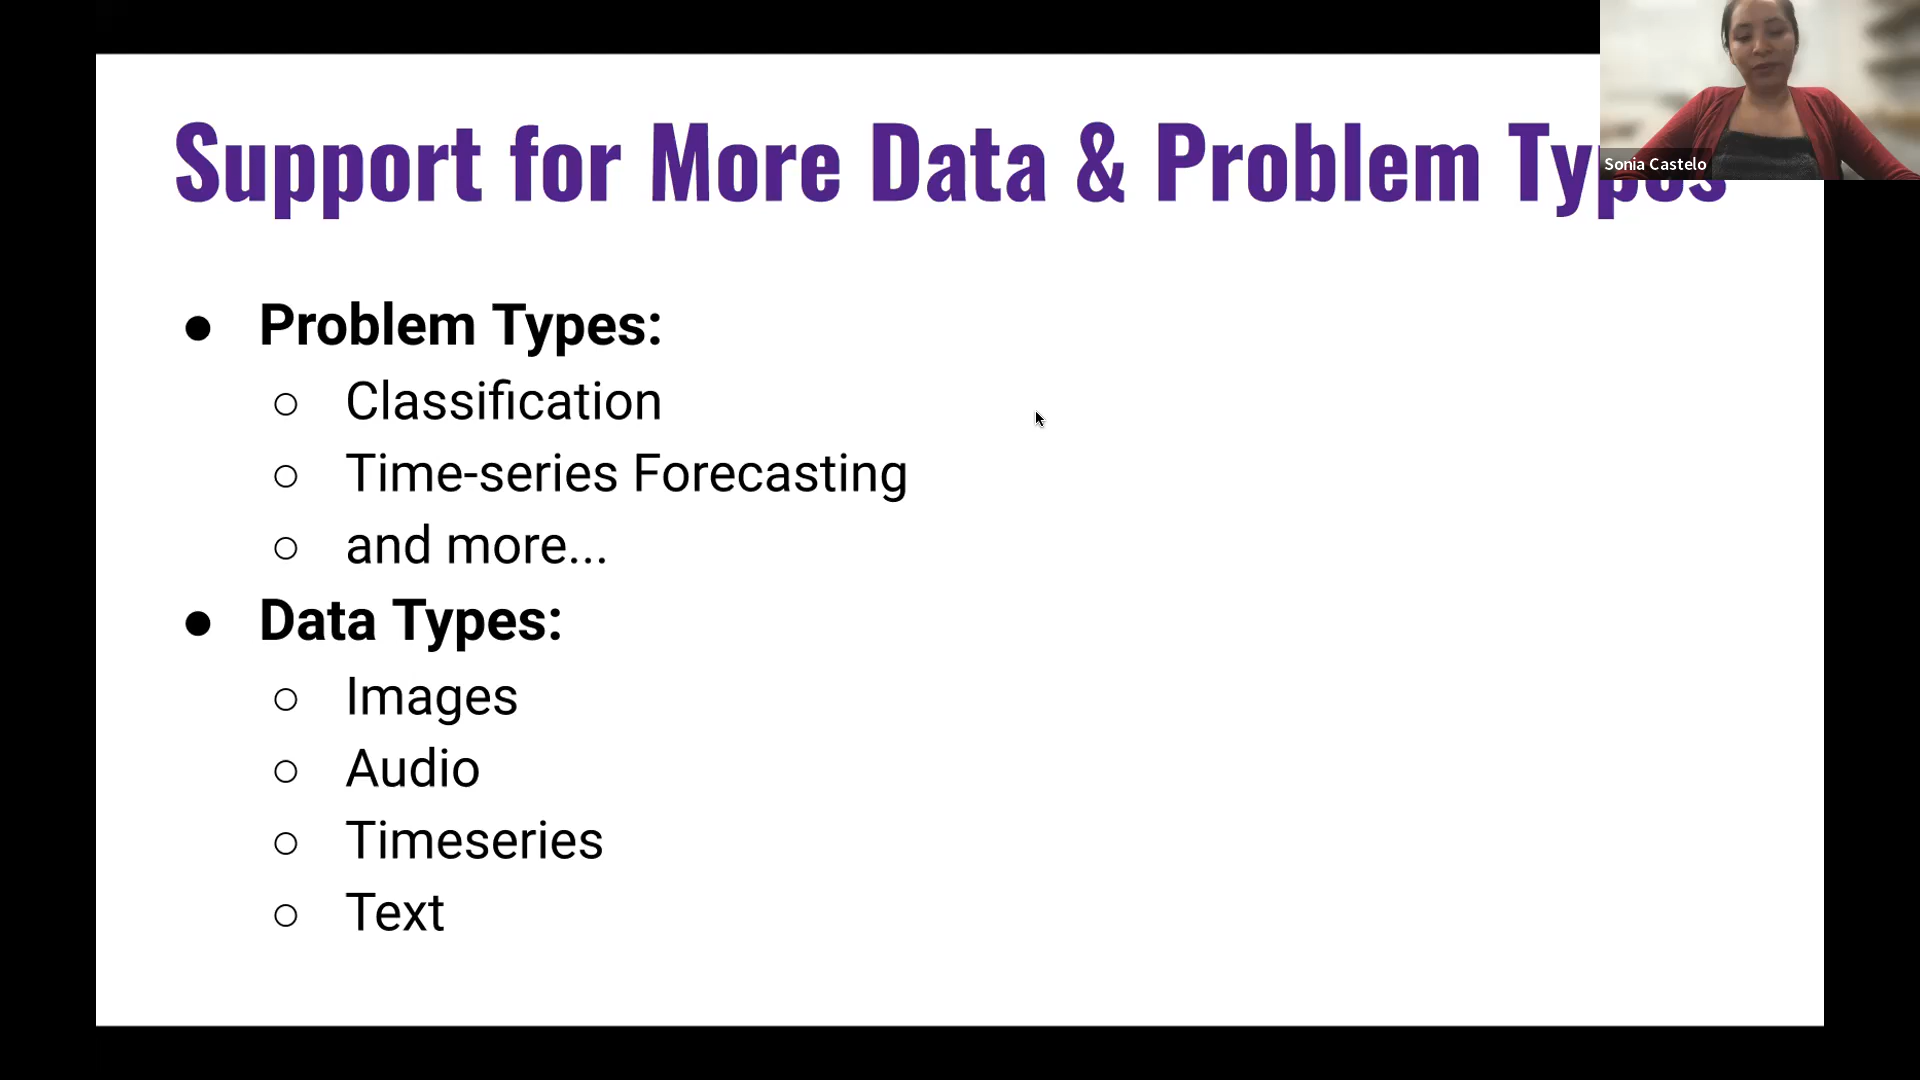 Support for More Data & Problem Types
Sonia Castelo
● Problem Types:
○ Classification
○ Time-series Forecasting
○ and more...
● Data Types:
○ Images
○ Audio
○ Timeseries
○ Text